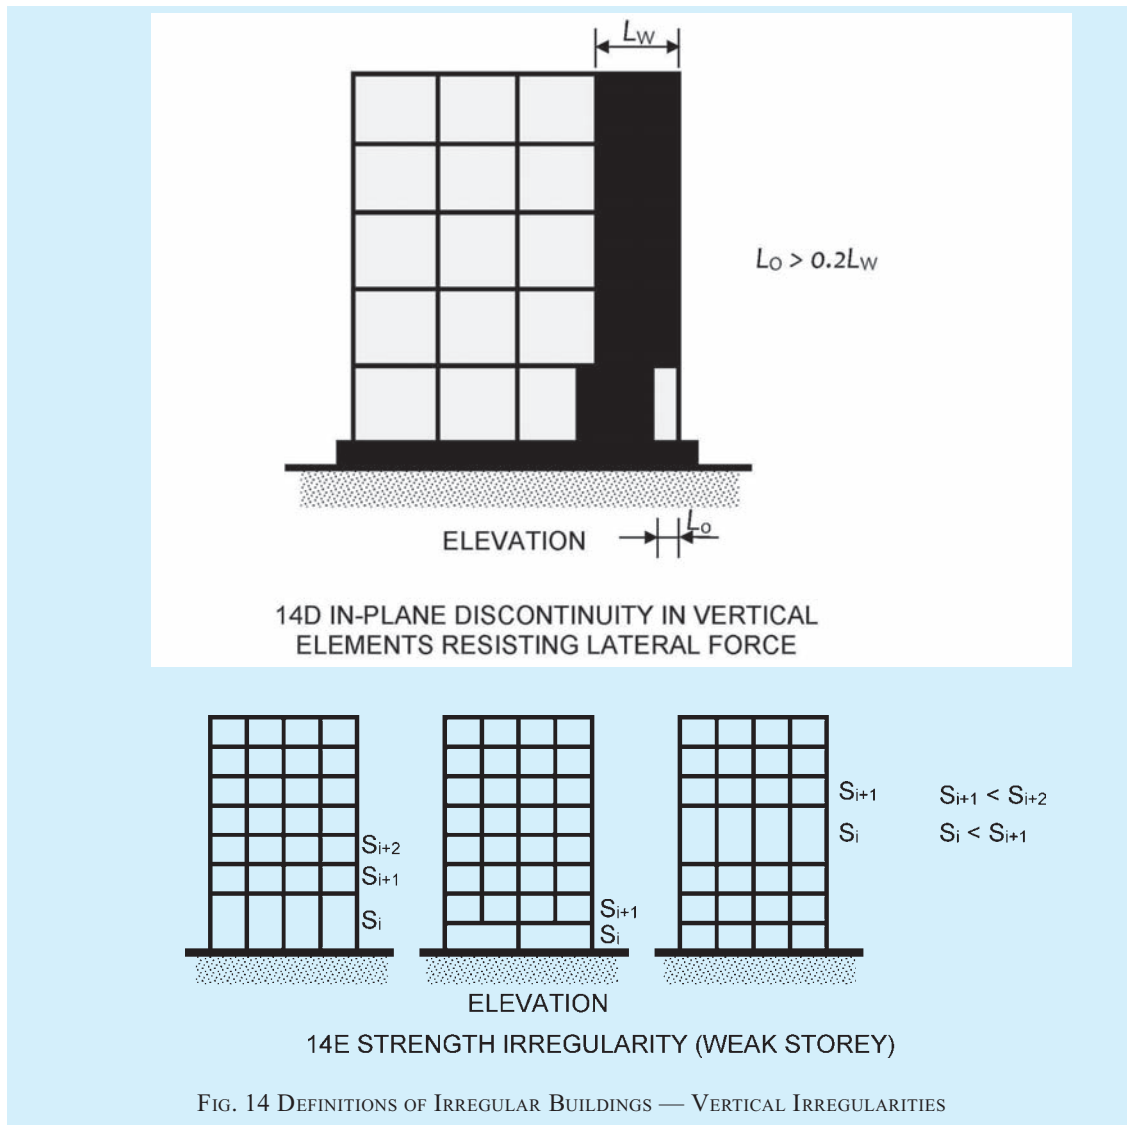 LW
LO > 0.2LW
LO
ELEVATION
14D IN-PLANE DISCONTINUITY IN VERTICAL
ELEMENTS RESISTING LATERAL FORCE
Si+2
Si+1
Si
Si+1
Si
Si+1
Si
Si+1 < Si+2
Si < Si+1
ELEVATION
14E STRENGTH IRREGULARITY (WEAK STOREY)
FIG. 14 DEFINITIONS OF IRREGULAR BUILDINGS — VERTICAL IRREGULARITIES